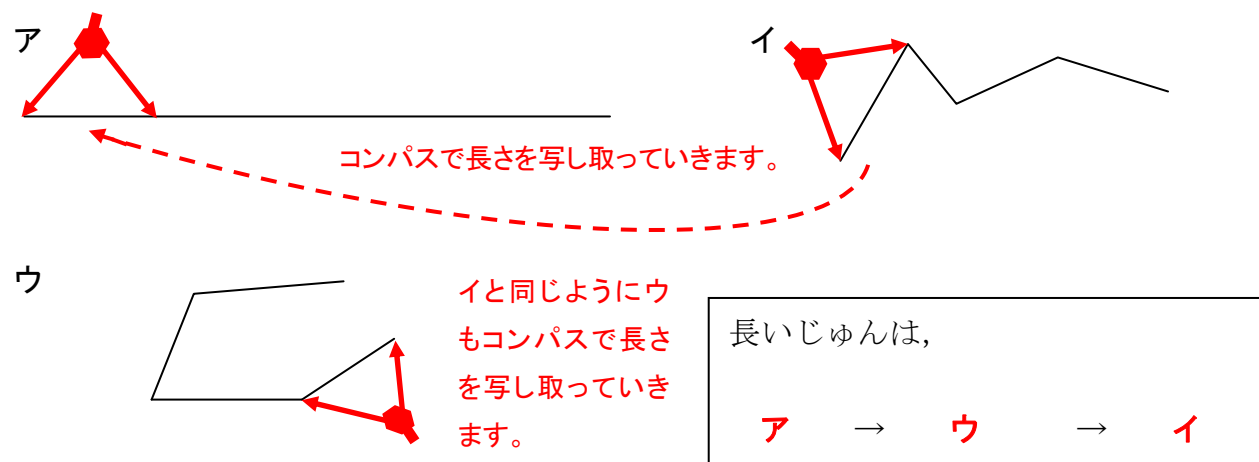 ア
イ
コンパスで長さを写し取っていきます。
ウ
イと同じようにウ
もコンパスで長さ
を写し取っていき
ます。
長いじゅんは,
ア → ウ → イ